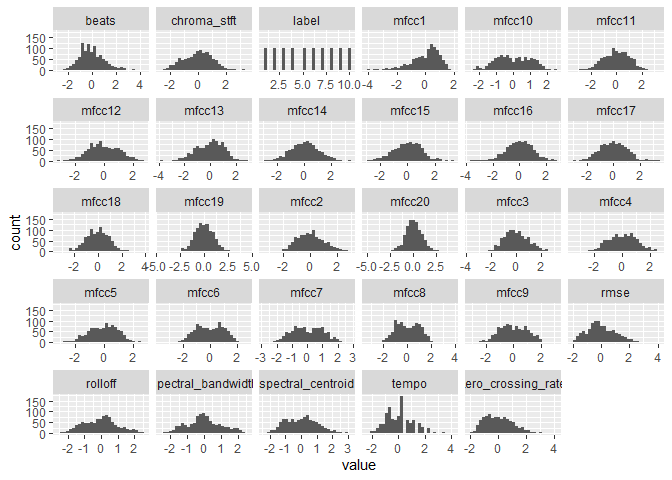 beats chroma_stft label mfcc1 mfcc10 mfcc11
150
100
50
0
-2 0 2 4 -2 0 2 2.5 5.0 7.5 10.0 -4 -2 0 2 -2 -1 0 1 2 -2 0 2
mfcc12 mfcc13 mfcc14 mfcc15 mfcc16 mfcc17
150
100
50
0
-2 0 2 -4 -2 0 2 -2 0 2 -4 -2 0 2 -4 -2 0 2 -2 0 2
mfcc18 mfcc19 mfcc2 mfcc20 mfcc3 mfcc4
150
100
50
0
-2 0 2 4 -5.0 -2.5 0.0 2.5 5.0 -2 0 2 -5.0 -2.5 0.0 2.5 -4 -2 0 2 -2 0 2
mfcc5 mfcc6 mfcc7 mfcc8 mfcc9 rmse
150
100
50
0
-2 0 2 -2 0 2 -3 -2 -1 0 1 2 3 -2 0 2 4 -2 0 2 -2 0 2 4
rolloff pectral_bandwidth spectral_centroid tempo ero_crossing_rate
150
100
50
0
-2 -1 0 1 2 -2 -1 0 1 2 -2 -1 0 1 2 3 -2 0 2 4 -2 0 2 4
count
value